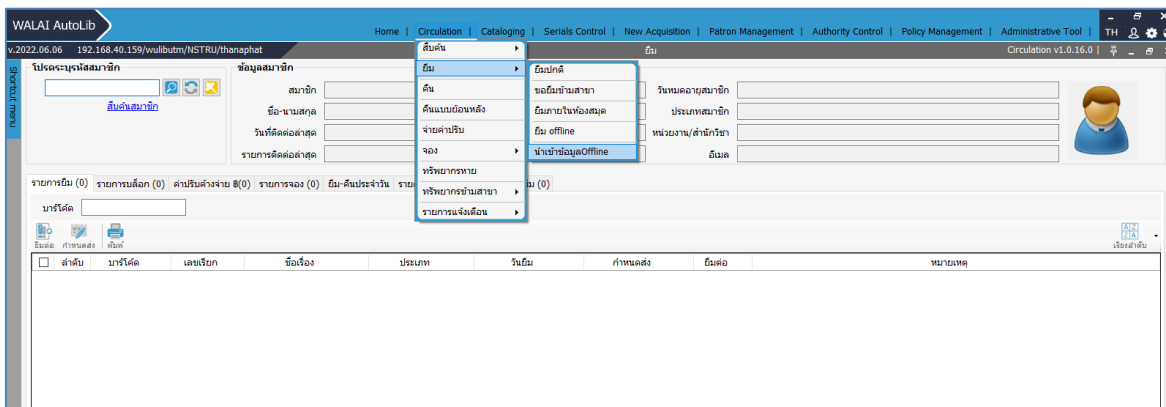 WALAI AutoLib
Home | Circulation | Cataloging | Serials Control | New Acquisition | Patron Management | Authority Control | Policy Management | Administrative Tool | TH
v.2022.06.06 192.168.40.159/wulibutm/NSTRU/thanaphat ยืม Circulation v1.0.16.0 |
Shortcut menu
โปรดระบุรหัสสมาชิก
สืบค้นสมาชิก
ข้อมูลสมาชิก
สมาชิก
ชื่อ-นามสกุล
วันที่ติดต่อล่าสุด
รายการติดต่อล่าสุด
วันหมดอายุสมาชิก
ประเภทสมาชิก
หน่วยงาน/สำนักวิชา
อีเมล
สืบค้น
ยืม
คืน
คืนแบบย้อนหลัง
จ่ายค่าปรับ
จอง
ทรัพยากรหาย
ทรัพยากรข้ามสาขา
รายการแจ้งเตือน
ยืมปกติ
ขอยืมข้ามสาขา
ยืมภายในห้องสมุด
ยืม offline
นำเข้าข้อมูลOffline
รายการยืม (0) รายการบล็อก (0) ค่าปรับค้างจ่าย ฿(0) รายการจอง (0) ยืม-คืนประจำวัน (0)
บาร์โค้ด
ยืมต่อ กำหนดส่ง พิมพ์ เรียงลำดับ
ลำดับ บาร์โค้ด เลขเรียก ชื่อเรื่อง ประเภท วันยืม กำหนดส่ง ยืมต่อ หมายเหตุ